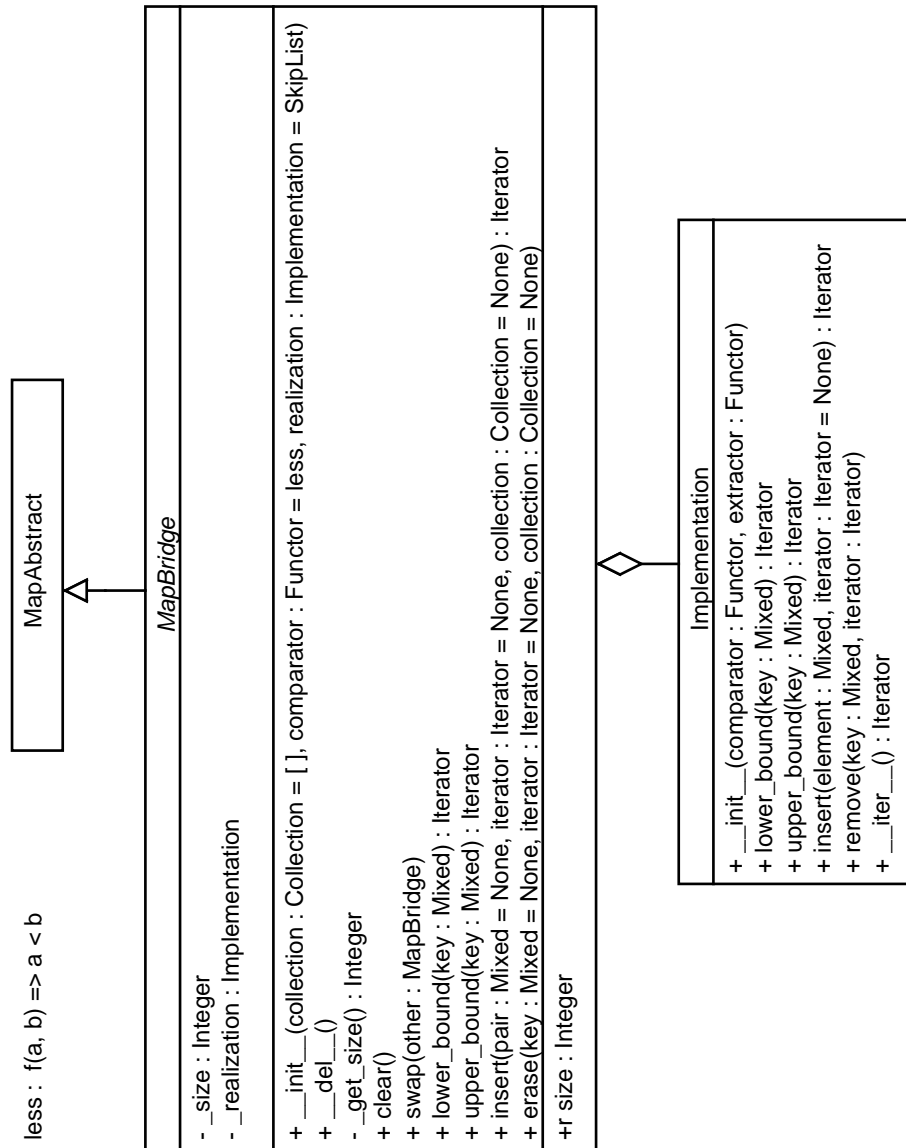 less : f(a, b) => a < b
MapAbstract
MapBridge
- _size : Integer
- _realization : Implementation
+ __init__(collection : Collection = [ ], comparator : Functor = less, realization : Implementation = SkipList)
+ __del__()
- _get_size() : Integer
+ clear()
+ swap(other : MapBridge)
+ lower_bound(key : Mixed) : Iterator
+ upper_bound(key : Mixed) : Iterator
+ insert(pair : Mixed = None, iterator : Iterator = None, collection : Collection = None) : Iterator
+ erase(key : Mixed = None, iterator : Iterator = None, collection : Collection = None)
+r size : Integer
Implementation
+ __init__(comparator : Functor, extractor : Functor)
+ lower_bound(key : Mixed) : Iterator
+ upper_bound(key : Mixed) : Iterator
+ insert(element : Mixed, iterator : Iterator = None) : Iterator
+ remove(key : Mixed, iterator : Iterator)
+ __iter__() : Iterator